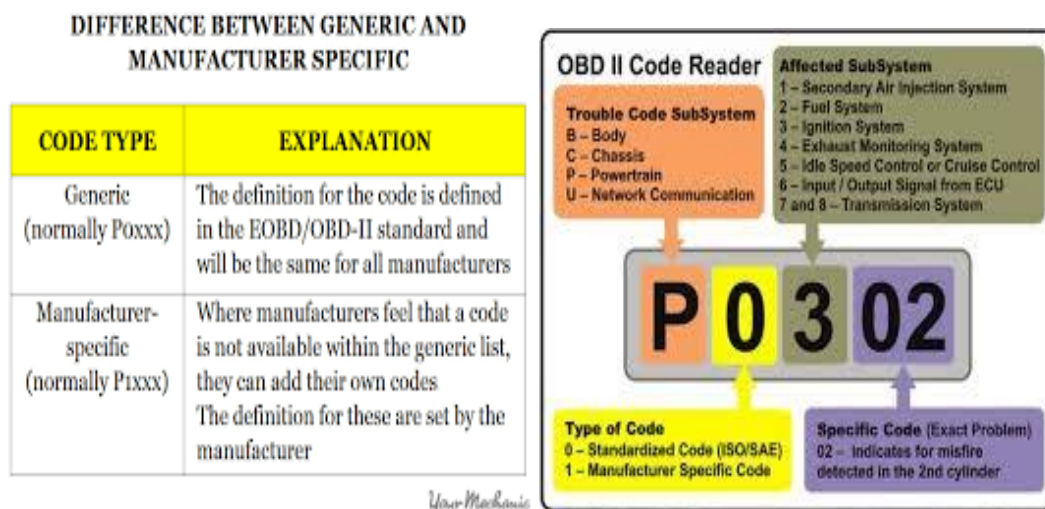 DIFFERENCE BETWEEN GENERIC AND
MANUFACTURER SPECIFIC
CODE TYPE
EXPLANATION
Generic
(normally P0xxx)
The definition for the code is defined
in the EOBD/OBD-II standard and
will be the same for all manufacturers
Manufacturer-
specific
(normally P1xxx)
Where manufacturers feel that a code
is not available within the generic list,
they can add their own codes
The definition for these are set by the
manufacturer
YourMechanic
OBD II Code Reader
Trouble Code SubSystem
B – Body
C – Chassis
P – Powertrain
U – Network Communication
Affected SubSystem
1 – Secondary Air Injection System
2 – Fuel System
3 – Ignition System
4 – Exhaust Monitoring System
5 – Idle Speed Control or Cruise Control
6 – Input / Output Signal from ECU
7 and 8 – Transmission System
P 0 3 02
Type of Code
0 – Standardized Code (ISO/SAE)
1 – Manufacturer Specific Code
Specific Code (Exact Problem)
02 – Indicates for misfire
detected in the 2nd cylinder